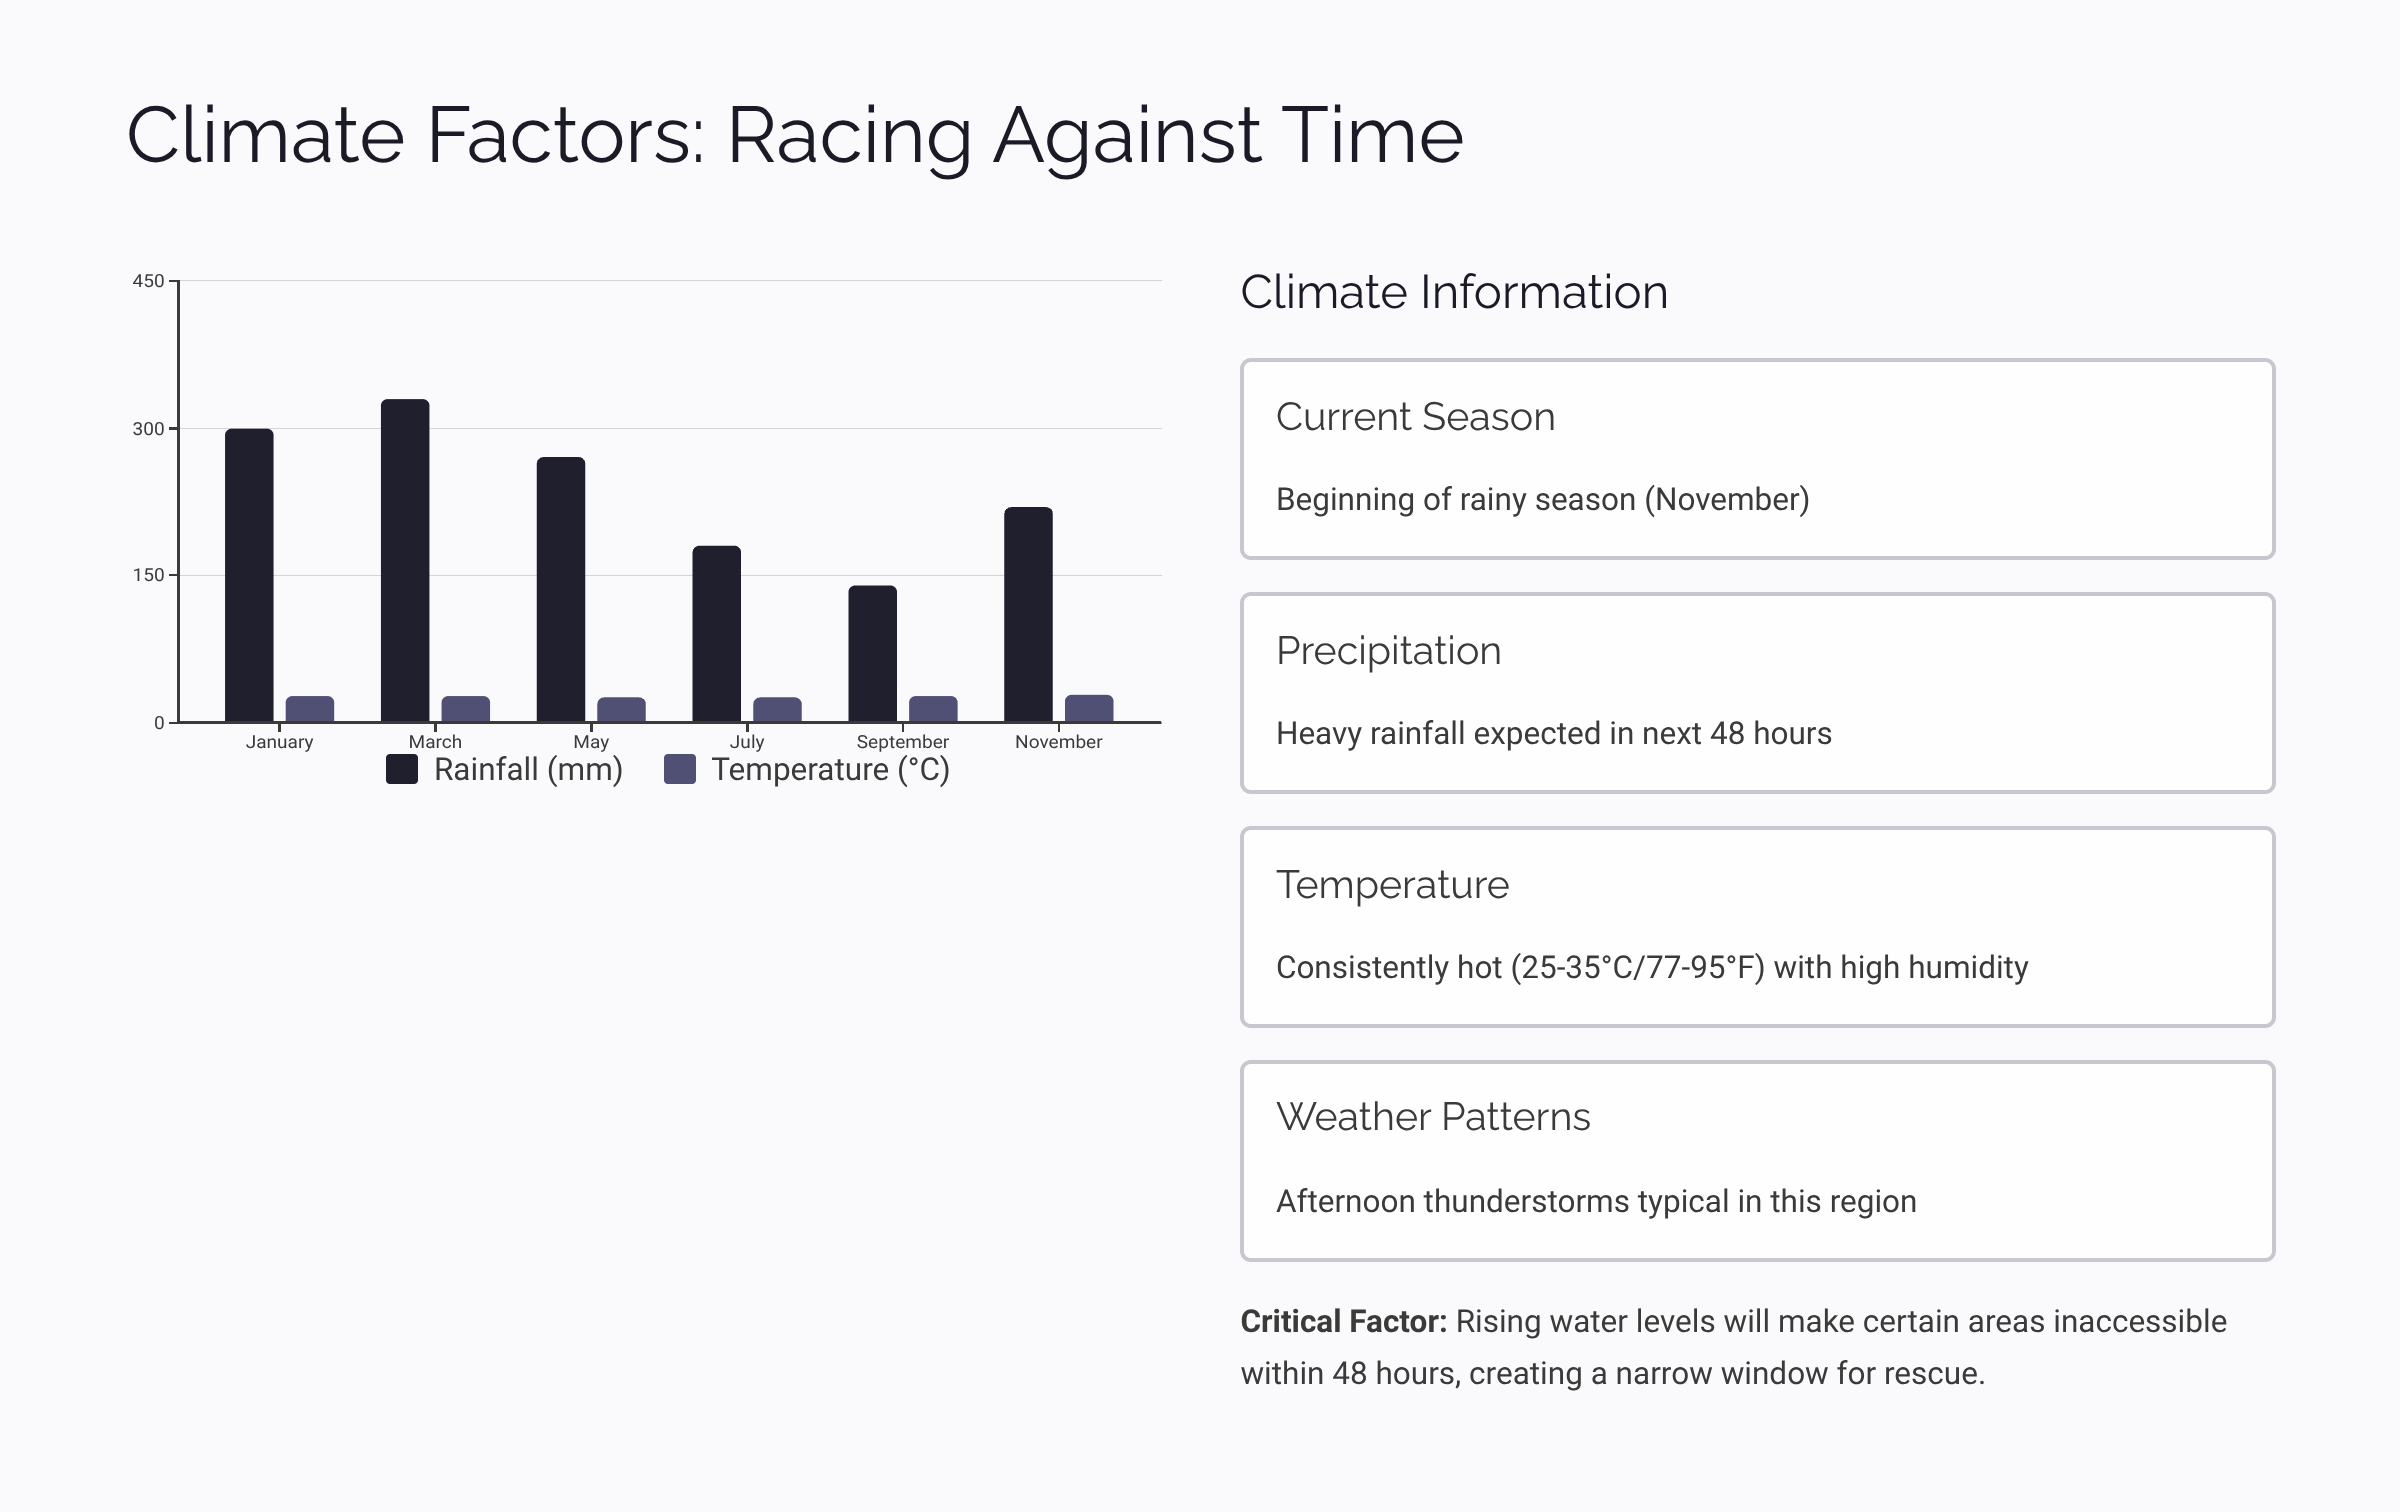 Climate Factors: Racing Against Time
450
300
150
0
January March May July September November
Rainfall (mm) Temperature (°C)
Climate Information
Current Season
Beginning of rainy season (November)
Precipitation
Heavy rainfall expected in next 48 hours
Temperature
Consistently hot (25-35°C/77-95°F) with high humidity
Weather Patterns
Afternoon thunderstorms typical in this region
Critical Factor: Rising water levels will make certain areas inaccessible
within 48 hours, creating a narrow window for rescue.